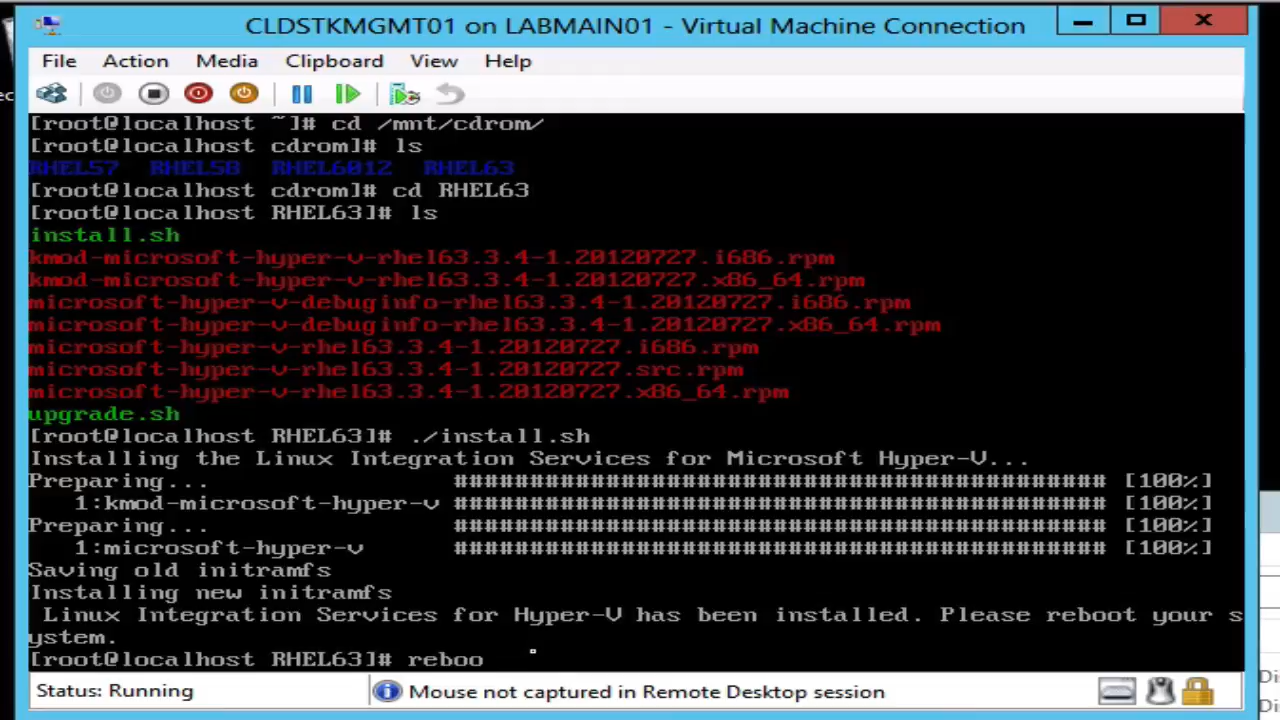 CLDSTKMGMT01 on LABMAIN01 - Virtual Machine Connection
File Action Media Clipboard View Help
[root@localhost ~]# cd /mnt/cdrom/
[root@localhost cdrom]# ls
RHEL57 RHEL58 RHEL6012 RHEL63
[root@localhost cdrom]# cd RHEL63
[root@localhost RHEL63]# ls
install.sh
kmod-microsoft-hyper-v-rhel63.3.4-1.20120727.i686.rpm
kmod-microsoft-hyper-v-rhel63.3.4-1.20120727.x86_64.rpm
microsoft-hyper-v-debuginfo-rhel63.3.4-1.20120727.i686.rpm
microsoft-hyper-v-debuginfo-rhel63.3.4-1.20120727.x86_64.rpm
microsoft-hyper-v-rhel63.3.4-1.20120727.i686.rpm
microsoft-hyper-v-rhel63.3.4-1.20120727.src.rpm
microsoft-hyper-v-rhel63.3.4-1.20120727.x86_64.rpm
upgrade.sh
[root@localhost RHEL63]# ./install.sh
Installing the Linux Integration Services for Microsoft Hyper-V...
Preparing... ########################################### [100%]
1:kmod-microsoft-hyper-v ########################################### [100%]
Preparing... ########################################### [100%]
1:microsoft-hyper-v ########################################### [100%]
Saving old initramfs
Installing new initramfs
Linux Integration Services for Hyper-V has been installed. Please reboot your s
ystem.
[root@localhost RHEL63]# reboo
Status: Running Mouse not captured in Remote Desktop session